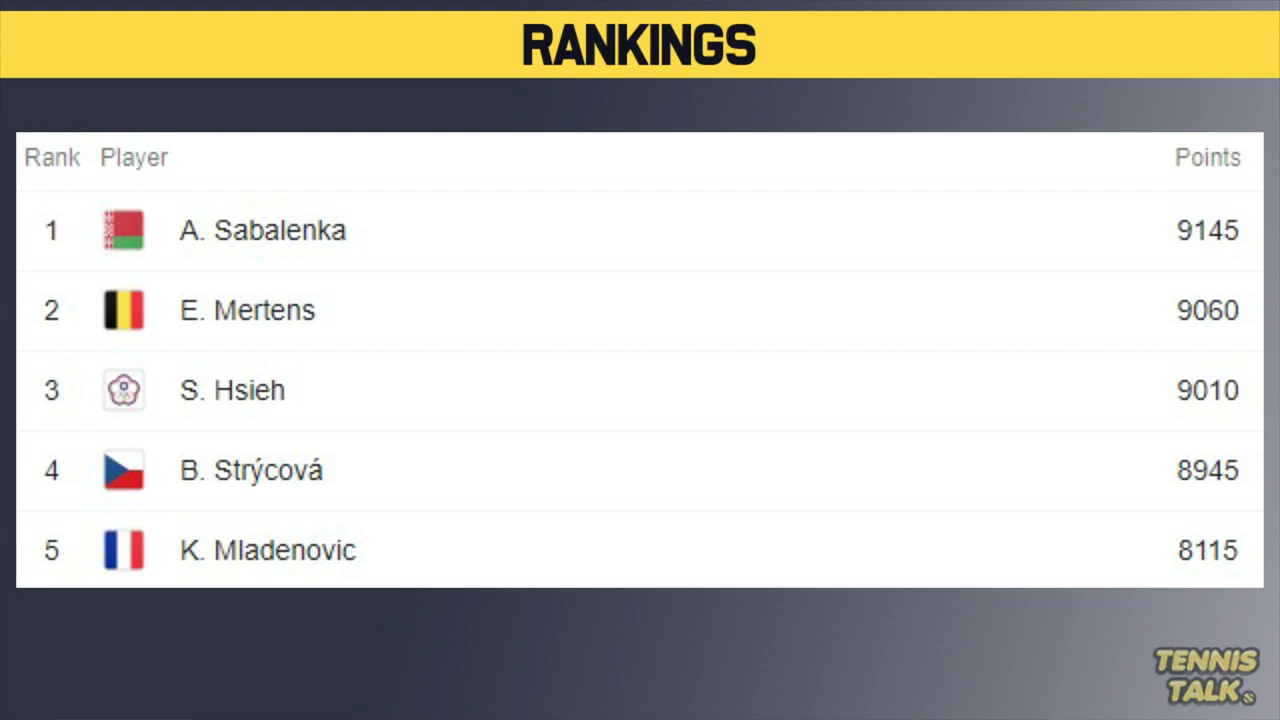 RANKINGS
Rank Player Points
1 A. Sabalenka 9145
2 E. Mertens 9060
3 S. Hsieh 9010
4 B. Strýcová 8945
5 K. Mladenovic 8115
TENNIS
TALK